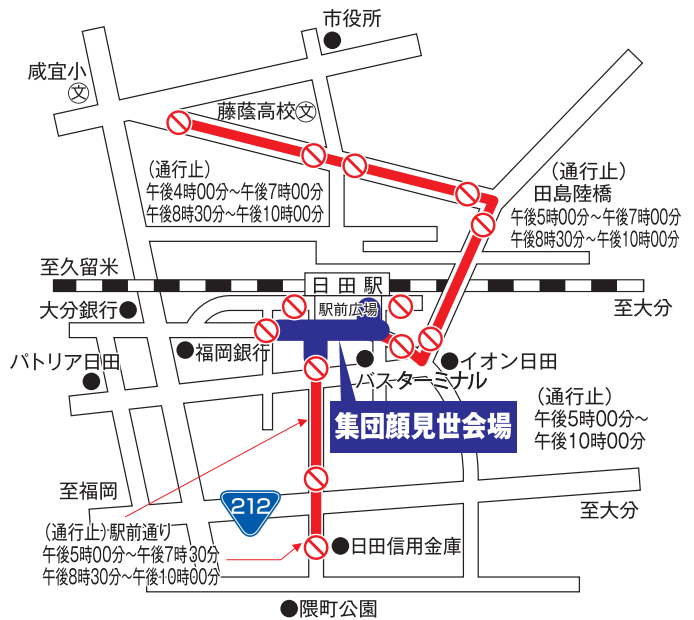 市役所
咸宜小
文
藤蔭高校文
(通行止)
午後4時00分~午後7時00分
午後8時30分~午後10時00分
(通行止)
田島陸橋
午後5時00分~午後7時00分
午後8時30分~午後10時00分
至久留米
日田駅
至大分
大分銀行
駅前広場
福岡銀行
パトリア日田
イオン日田
バスターミナル
(通行止)
午後5時00分~
午後10時00分
集団顔見世会場
至福岡
212
至大分
(通行止)駅前通り
午後5時00分~午後7時30分
午後8時30分~午後10時00分
日田信用金庫
隈町公園